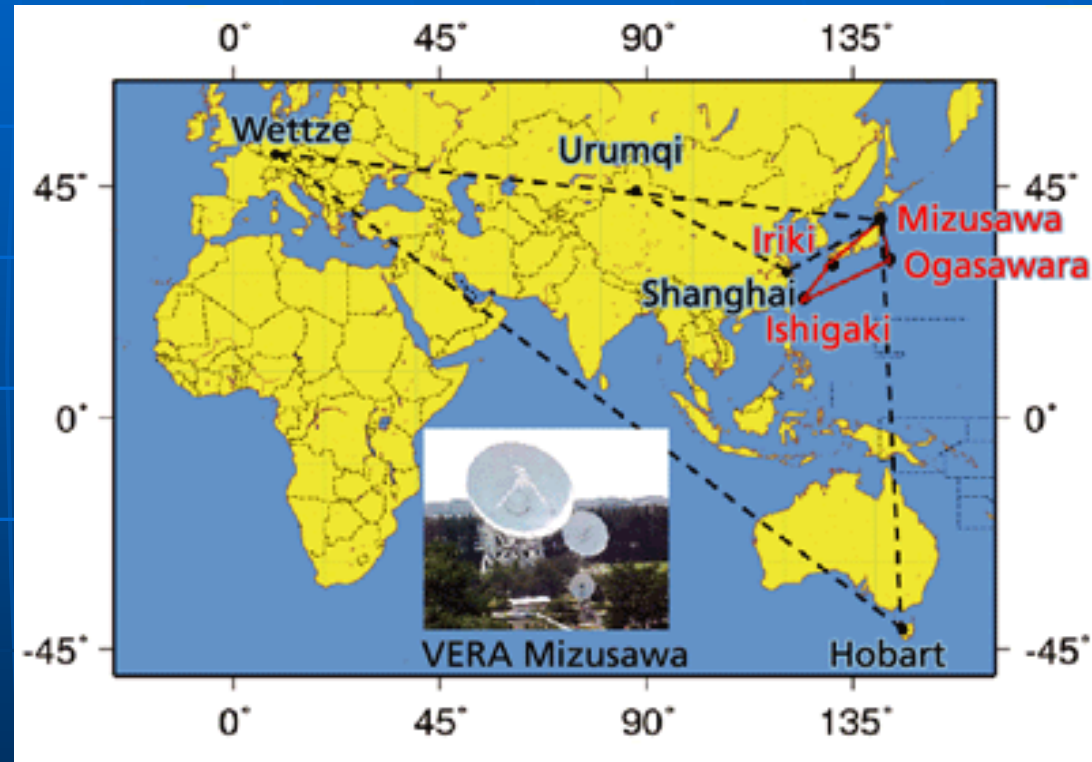 0° 45° 90° 135°
Wettze
Urumqi
45° 45°
Iriki Mizusawa
Ogasawara
Shanghai
Ishigaki
0° 0°
VERA Mizusawa Hobart
-45° -45°
0° 45° 90° 135°